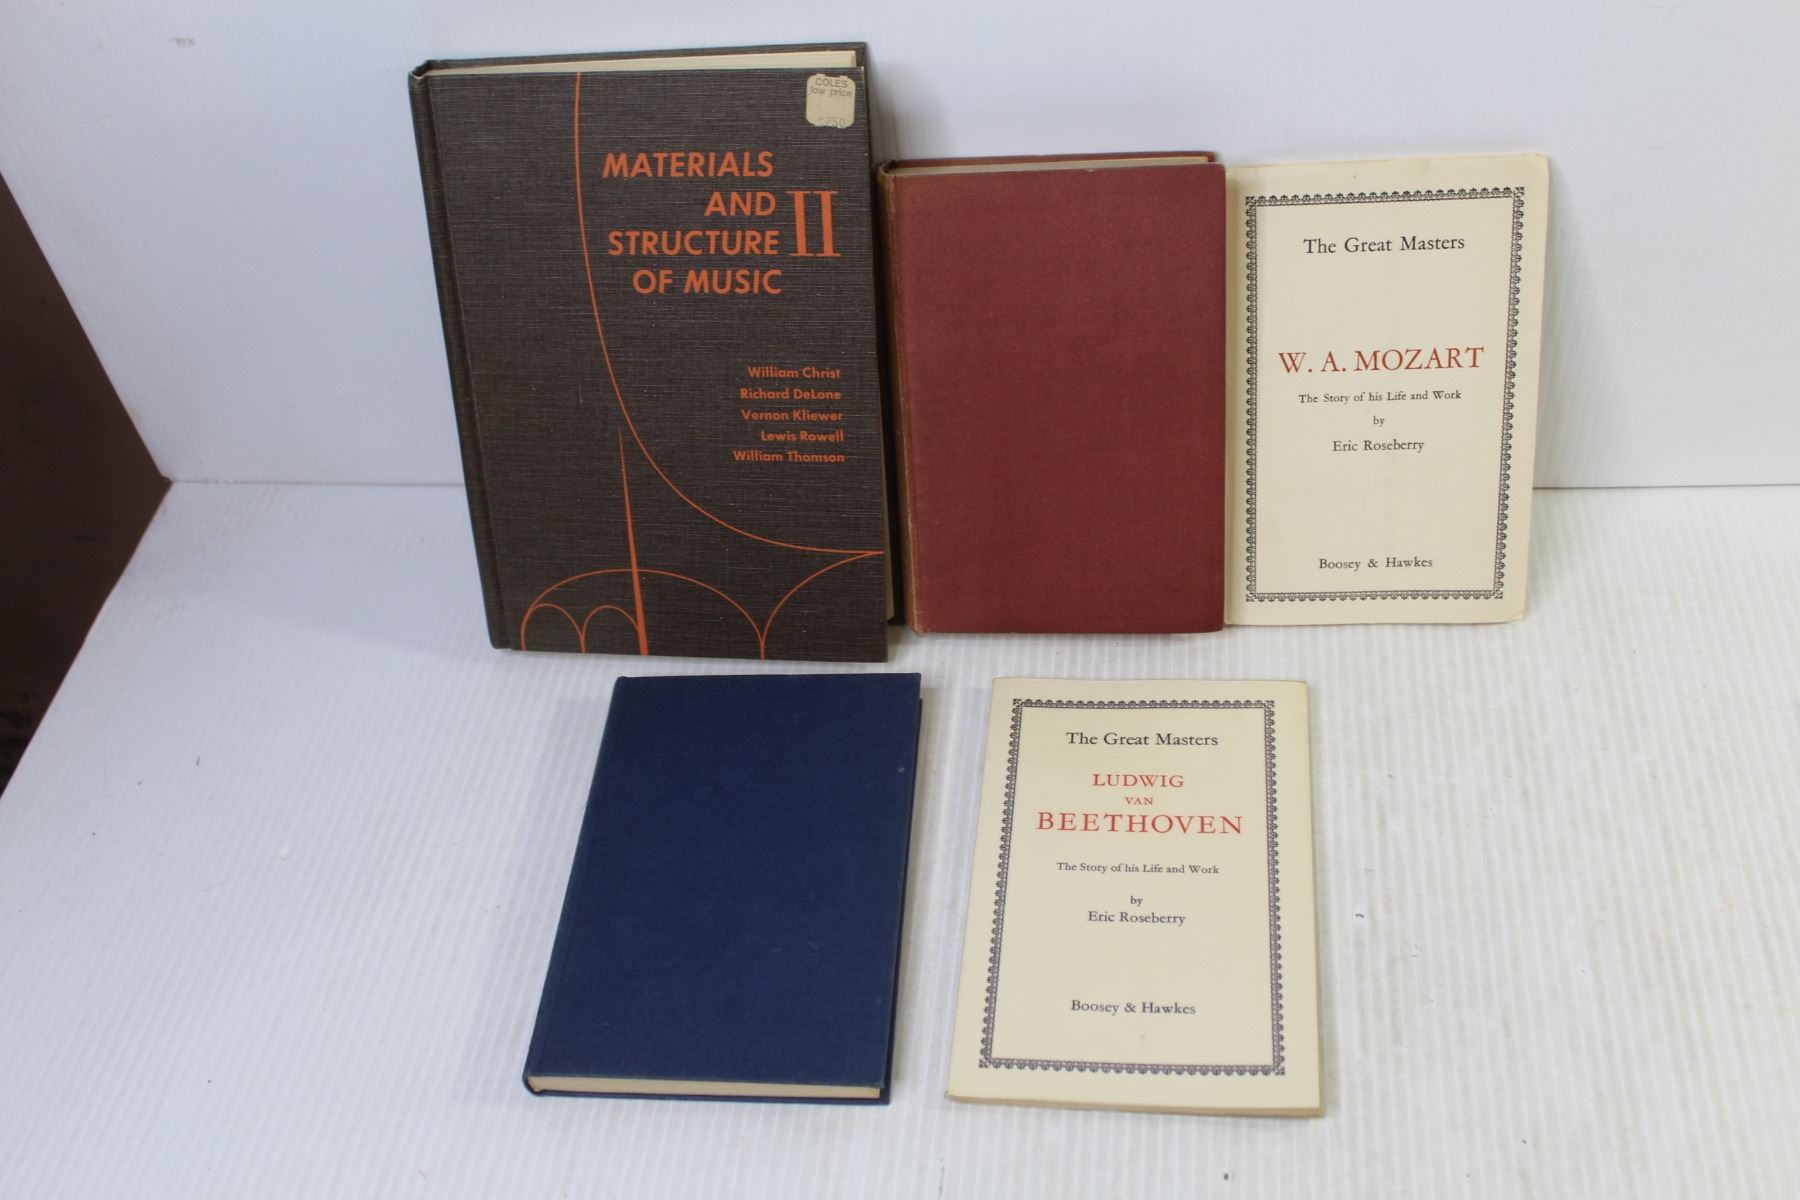 COLES
low price
$250
MATERIALS
AND
STRUCTURE
OF MUSIC
II
William Christ
Richard DeLone
Vernon Kliewer
Lewis Rowell
William Thomson
The Great Masters
W. A. MOZART
The Story of his Life and Work
by
Eric Roseberry
Boosey & Hawkes
The Great Masters
LUDWIG
VAN
BEETHOVEN
The Story of his Life and Work
by
Eric Roseberry
Boosey & Hawkes